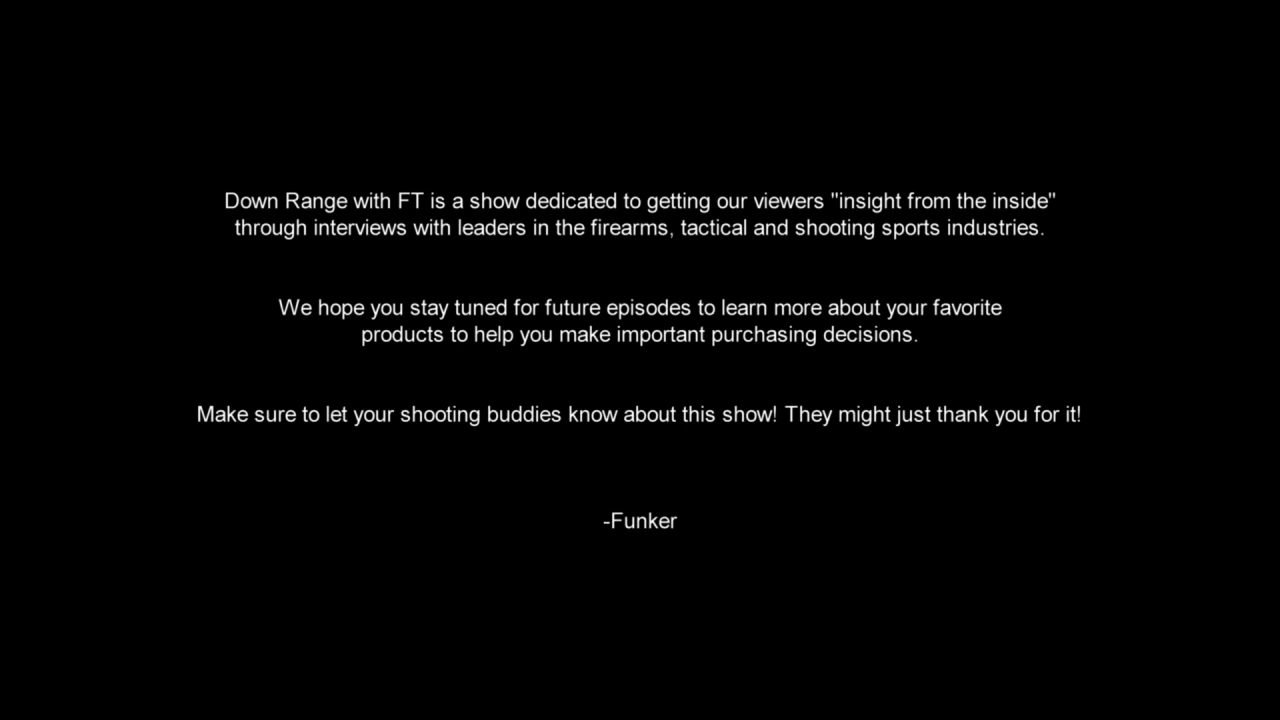 Down Range with FT is a show dedicated to getting our viewers "insight from the inside"
through interviews with leaders in the firearms, tactical and shooting sports industries.
We hope you stay tuned for future episodes to learn more about your favorite
products to help you make important purchasing decisions.
Make sure to let your shooting buddies know about this show! They might just thank you for it!
-Funker